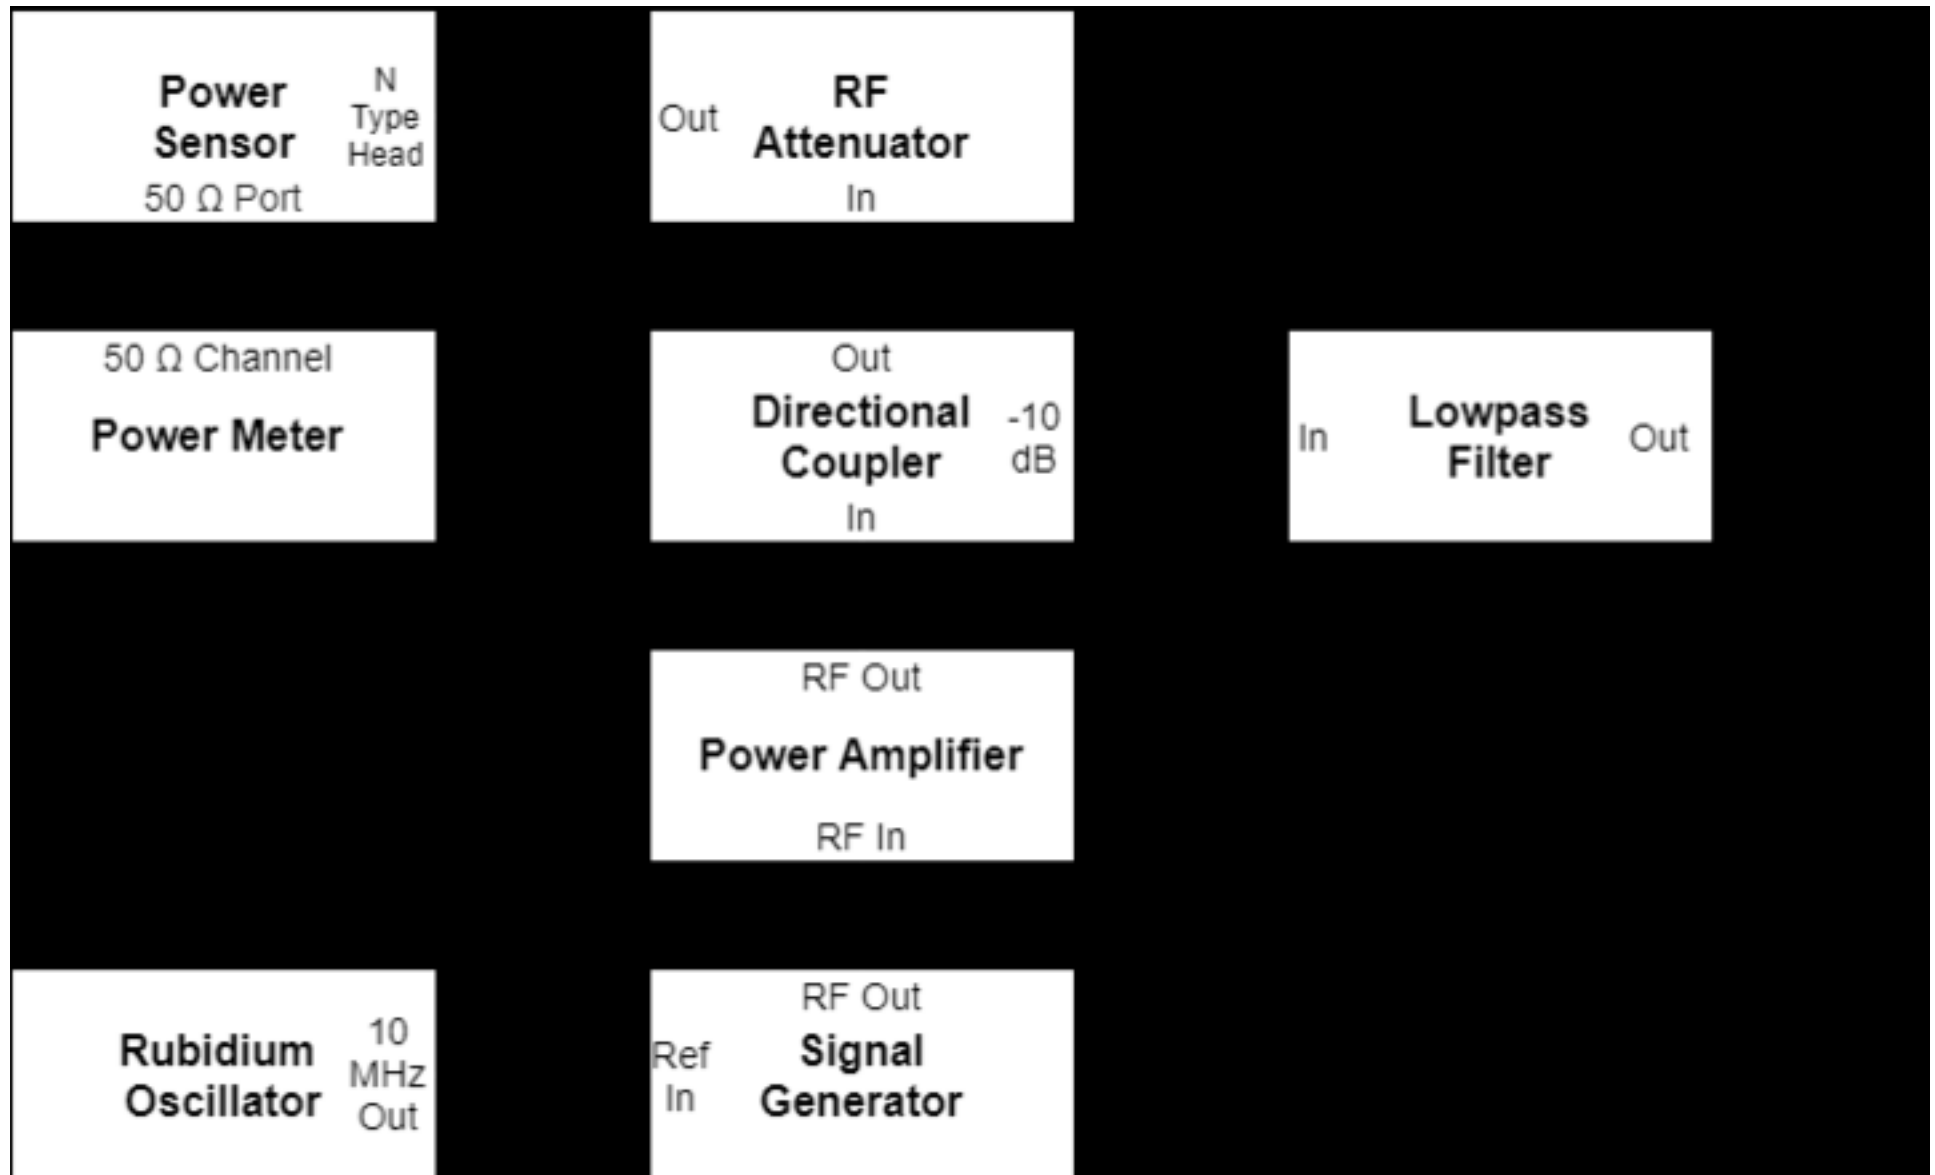 Power
Sensor
N
Type
Head
50 Ω Port
Out
RF
Attenuator
In
50 Ω Channel
Power Meter
Out
Directional
Coupler
-10
dB
In
In
Lowpass
Filter
Out
RF Out
Power Amplifier
RF In
Rubidium
Oscillator
10
MHz
Out
RF Out
Ref
In
Signal
Generator